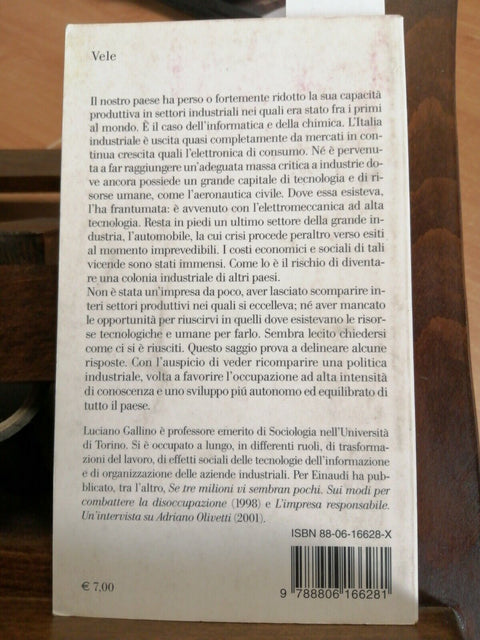 Vele
Il nostro paese ha perso o fortemente ridotto la sua capacità
produttiva in settori industriali nei quali era stato fra i primi
al mondo. È il caso dell'informatica e della chimica. L'Italia
industriale è uscita quasi completamente da mercati in con-
tinua crescita quali l'elettronica di consumo. Né è pervenu-
ta a far raggiungere un'adeguata massa critica a industrie do-
ve ancora possiede un grande capitale di tecnologia e di ri-
sorse umane, come l'aeronautica civile. Dove essa esisteva,
l'ha frantumata: è avvenuto con l'elettromeccanica ad alta
tecnologia. Resta in piedi un ultimo settore della grande in-
dustria, l'automobile, la cui crisi procede peraltro verso esiti
al momento imprevedibili. I costi economici e sociali di tali
vicende sono stati immensi. Come lo è il rischio di diventa-
re una colonia industriale di altri paesi.
Non è stata un'impresa da poco, aver lasciato scomparire in-
teri settori produttivi nei quali si eccelleva; né aver mancato
le opportunità per riuscirvi in quelli dove esistevano le risor-
se tecnologiche e umane per farlo. Sembra lecito chiedersi
come ci si è riusciti. Questo saggio prova a delineare alcune
risposte. Con l'auspicio di veder ricomparire una politica
industriale, volta a favorire l'occupazione ad alta intensità
di conoscenza e uno sviluppo piú autonomo ed equilibrato di
tutto il paese.
Luciano Gallino è professore emerito di Sociologia nell'Università
di Torino. Si è occupato a lungo, in differenti ruoli, di trasforma-
zioni del lavoro, di effetti sociali delle tecnologie dell'informazione
e di organizzazione delle aziende industriali. Per Einaudi ha pub-
blicato, tra l'altro, Se tre milioni vi sembran pochi. Sui modi per
combattere la disoccupazione (1998) e L'impresa responsabile.
Un'intervista su Adriano Olivetti (2001).
ISBN 88-06-16628-X
€ 7,00
9 788806 166281